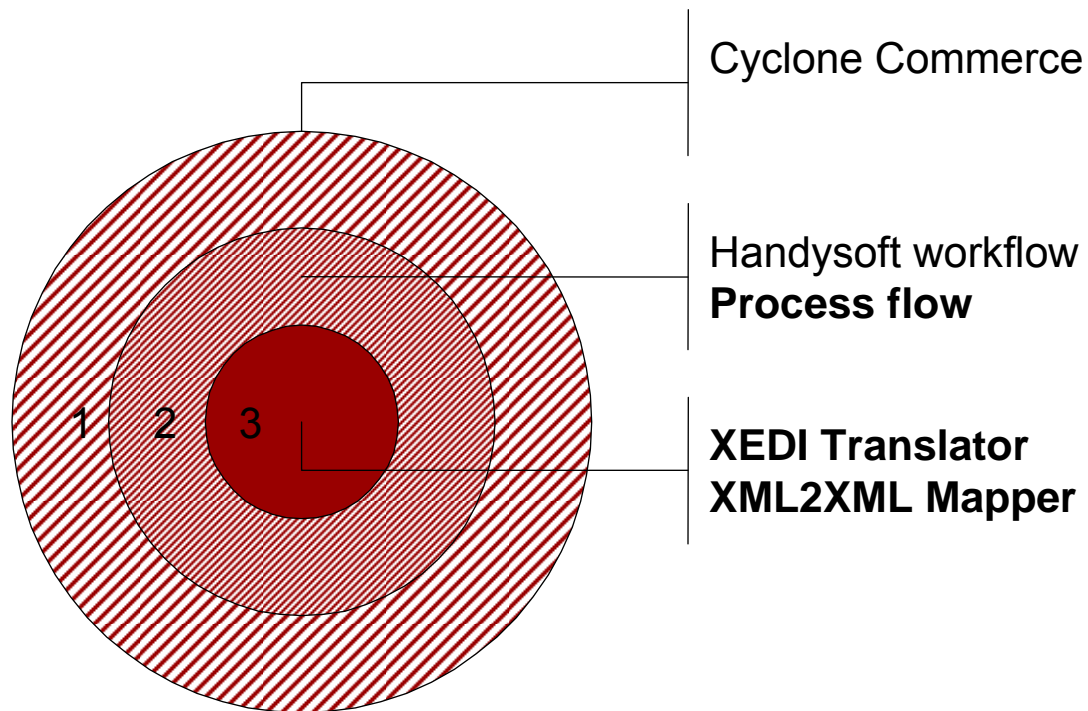 Cyclone Commerce
Handysoft workflow
Process flow
1 2 3
XEDI Translator
XML2XML Mapper